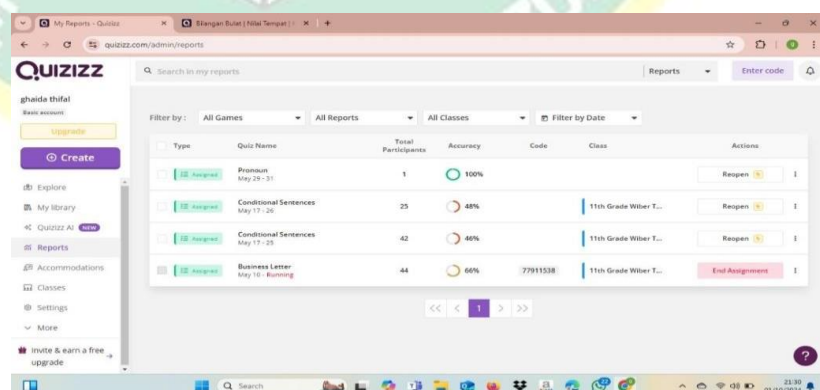 My Reports - Quizizz
Bilangan Bulat | Nilai Tempat |
quizizz.com/admin/reports
QUIZIZZ
Search in my reports
Reports
Enter code
ghaida thifal
Basic account
Upgrade
Create
Explore
My library
Quizizz AI NEW
Reports
Accommodations
Classes
Settings
More
Invite & earn a free upgrade
Filter by : All Games All Reports All Classes Filter by Date
Type Quiz Name Total Participants Accuracy Code Class Actions
Assigned Pronoun 1 100% Reopen
May 29 - 31
Assigned Conditional Sentences 25 48% 11th Grade Wiber T... Reopen
May 17 - 26
Assigned Conditional Sentences 42 46% 11th Grade Wiber T... Reopen
May 17 - 25
Assigned Business Letter 44 66% 77911538 11th Grade Wiber T... End Assignment
May 10 - Running
<< < 1 > >>
?
Search
21:30